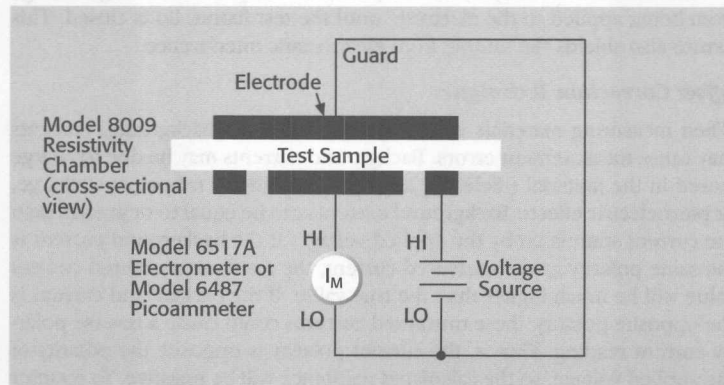 Guard
Electrode
Model 8009
Resistivity
Chamber
(cross-sectional
view)
Test Sample
Model 6517A
Electrometer or
Model 6487
Picoammeter
HI
I_M
LO
HI
LO
Voltage
Source